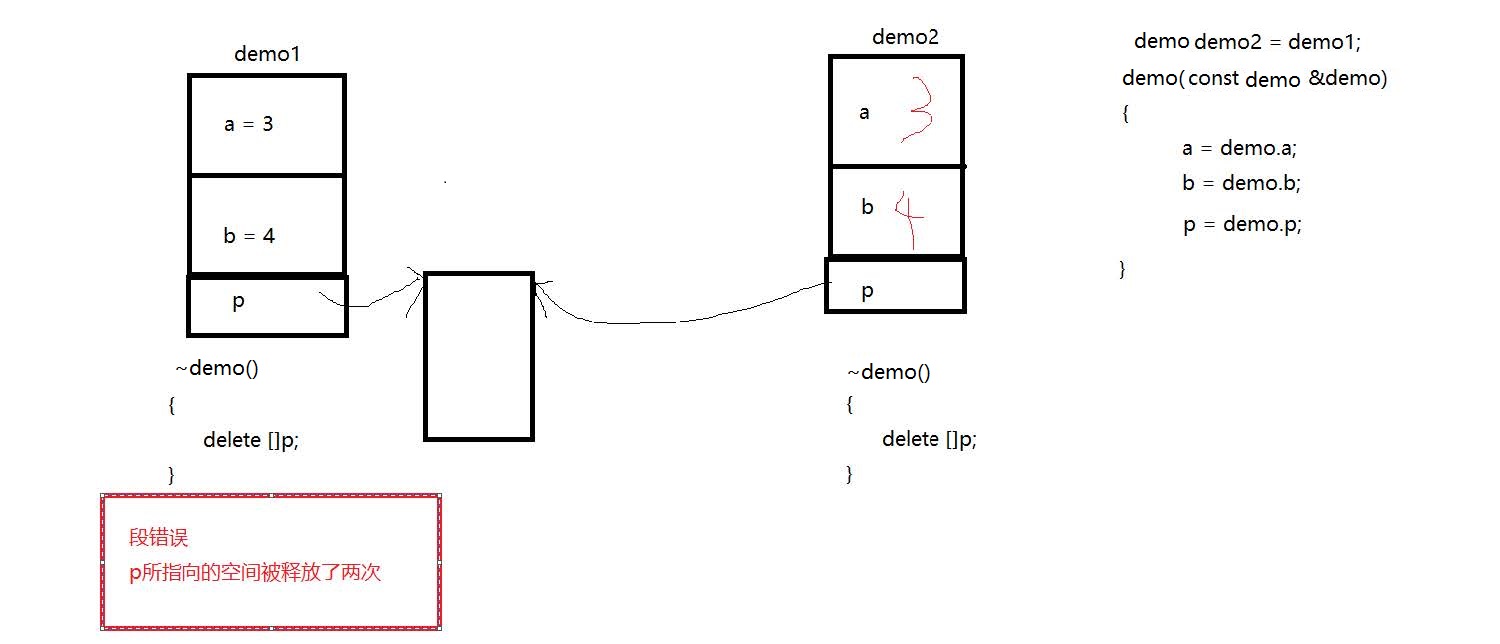 demo1
a = 3
b = 4
p
~demo()
{
delete []p;
}
段错误
p所指向的空间被释放了两次
demo2
a 3
b 4
p
~demo()
{
delete []p;
}
demo demo2 = demo1;
demo( const demo &demo)
{
a = demo.a;
b = demo.b;
p = demo.p;
}